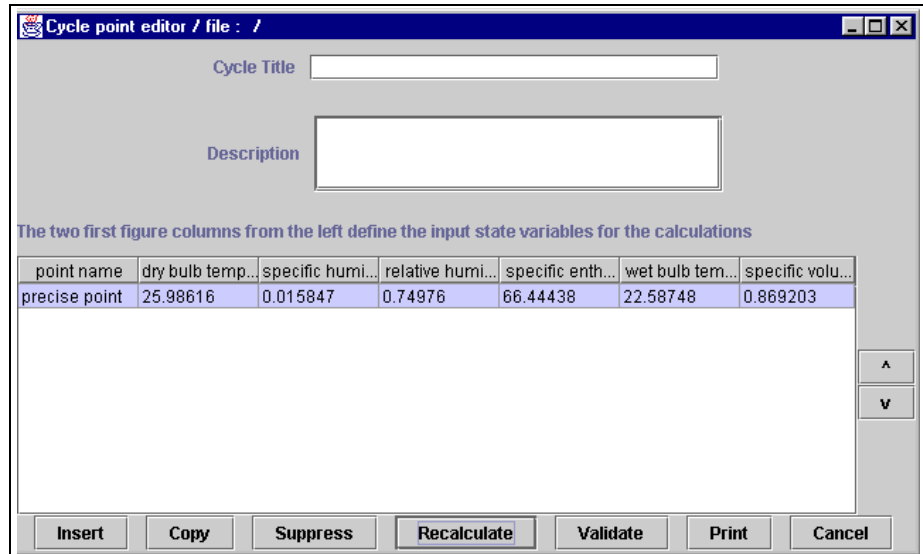 Cycle point editor / file : /
Cycle Title
Description
The two first figure columns from the left define the input state variables for the calculations
point name dry bulb temp... specific humi... relative humi... specific enth... wet bulb tem... specific volu...
precise point 25.98616 0.015847 0.74976 66.44438 22.58748 0.869203
^
v
Insert Copy Suppress Recalculate Validate Print Cancel